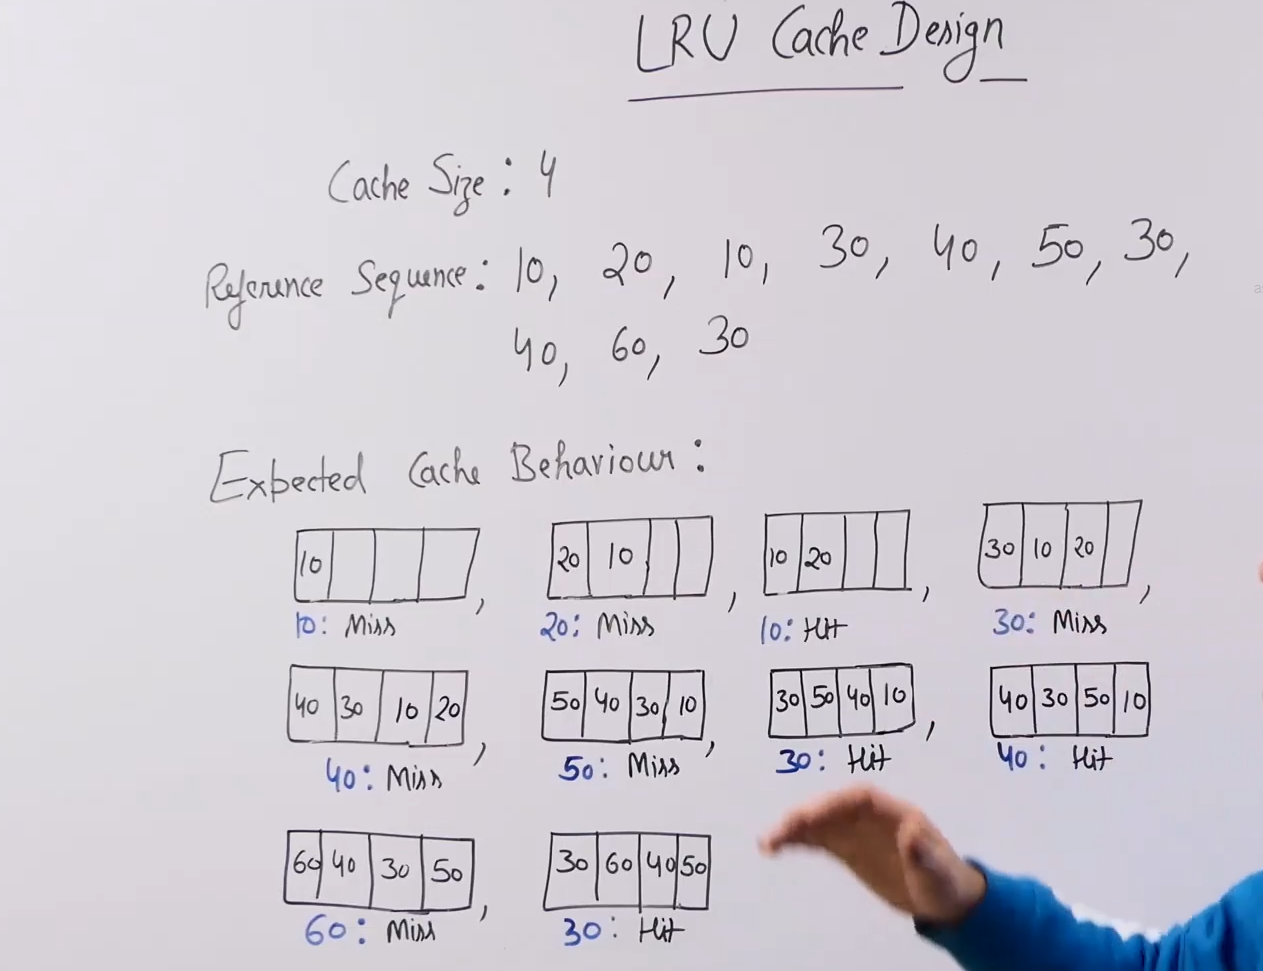 LRU Cache Design
Cache Size: 4
Reference Sequence: 10, 20, 10, 30, 40, 50, 30,
40, 60, 30
Expected Cache Behaviour:
10
20 10
10 20
30 10 20
10: Miss
20: Miss
10: Hit
30: Miss
40 30 10 20
50 40 30 10
30 50 40 10
40 30 50 10
40: Miss
50: Miss
30: Hit
40: Hit
60 40 30 50
30 60 40 50
60: Miss
30: Hit